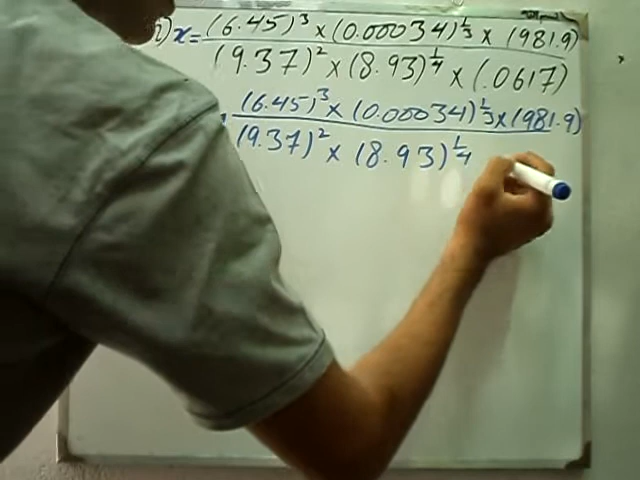 i) x = (6.45)³ × (0.00034)^⅓ × (981.9)
(9.37)² × (8.93)^¼ × (.0617)
(6.45)³ × (0.00034)^⅓ × (981.9)
(9.37)² × (8.93)^¼